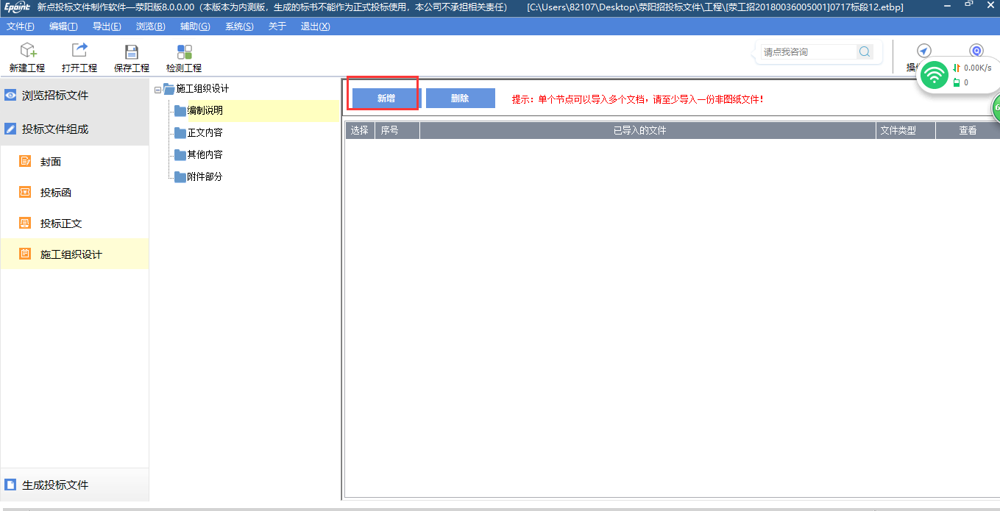 Epoint 新点投标文件制作软件—荥阳版8.0.0.00（本版本为内测版，生成的标书不能作为正式投标使用，本公司不承担相关责任） [C:\Users\82107\Desktop\荥阳招投标文件\工程\[荥工招20180036005001]0717标段12.etbp]
文件(F) 编辑(T) 导出(E) 浏览(B) 辅助(G) 系统(S) 关于 退出(X)
新建工程 打开工程 保存工程 检测工程
请点我咨询
0.00K/s
0
6
浏览招标文件
投标文件组成
封面
投标函
投标正文
施工组织设计
生成投标文件
施工组织设计
编制说明
正文内容
其他内容
附件部分
新增 删除 提示：单个节点可以导入多个文档，请至少导入一份非图纸文件！
选择 序号 已导入的文件 文件类型 查看